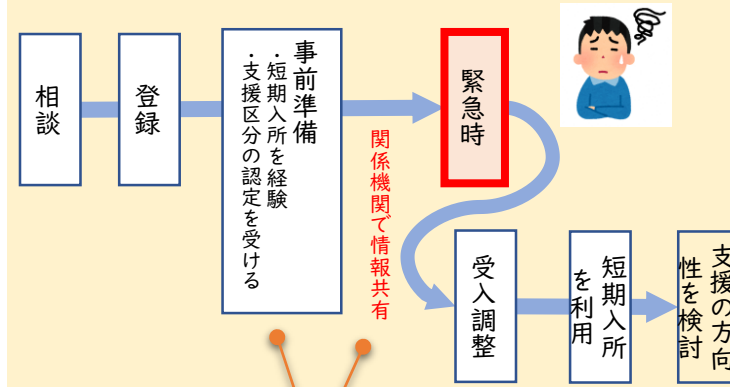 相談
登録
事前準備
・短期入所を経験
・支援区分の認定を受ける
関係機関で情報共有
緊急時
受入調整
短期入所
を利用
支援の方向
性を検討